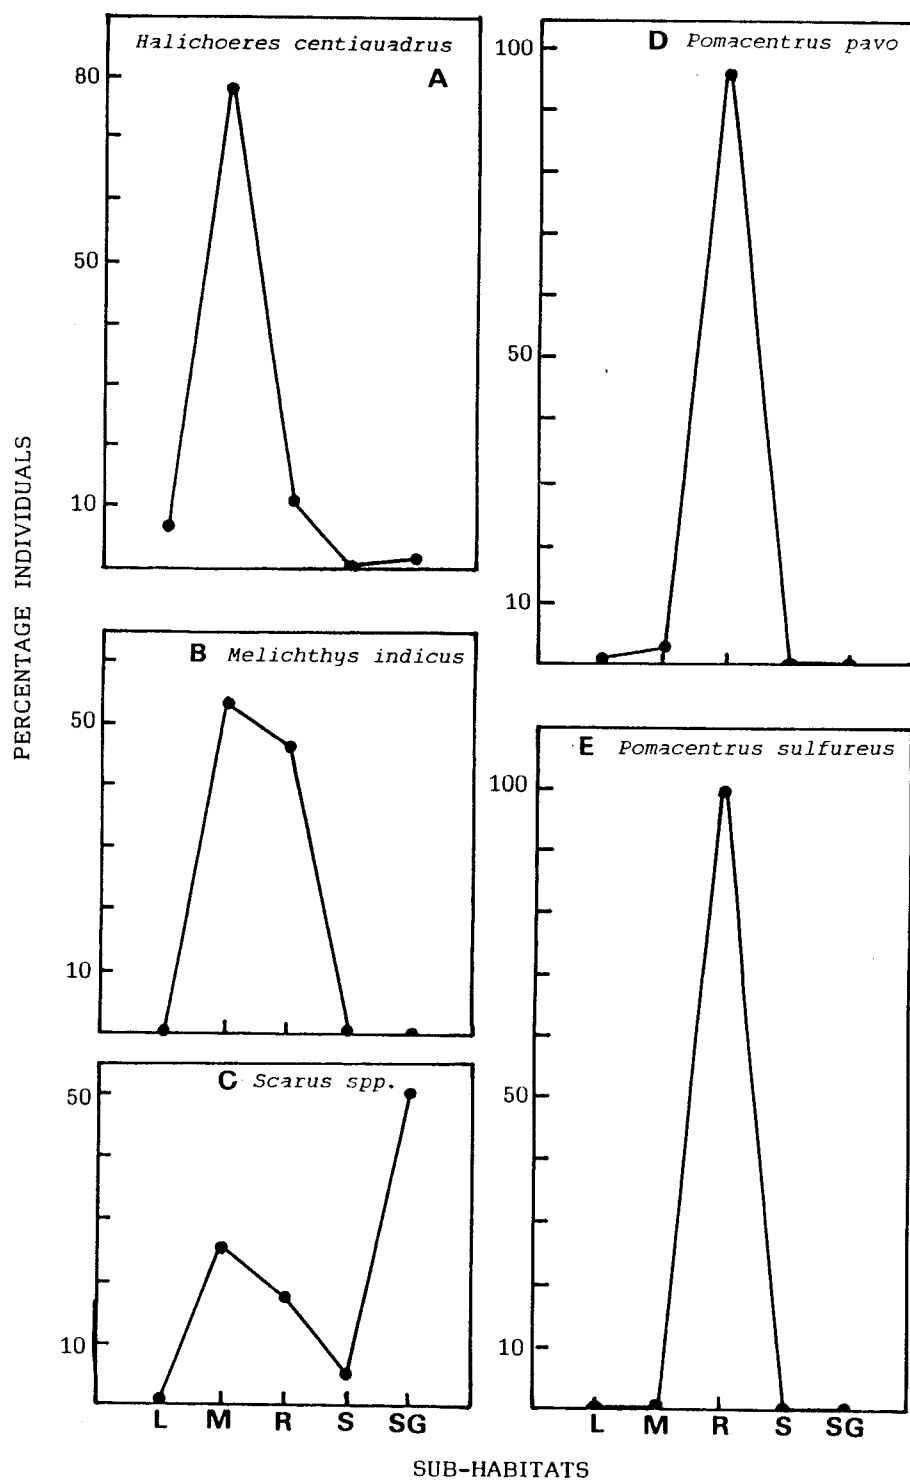 Halichoeres centiquadrus
A
80
50
10
B Melichthys indicus
50
10
C Scarus spp.
50
10
L M R S SG
D Pomacentrus pavo
100
50
10
E Pomacentrus sulfureus
100
50
10
L M R S SG
PERCENTAGE INDIVIDUALS
SUB-HABITATS